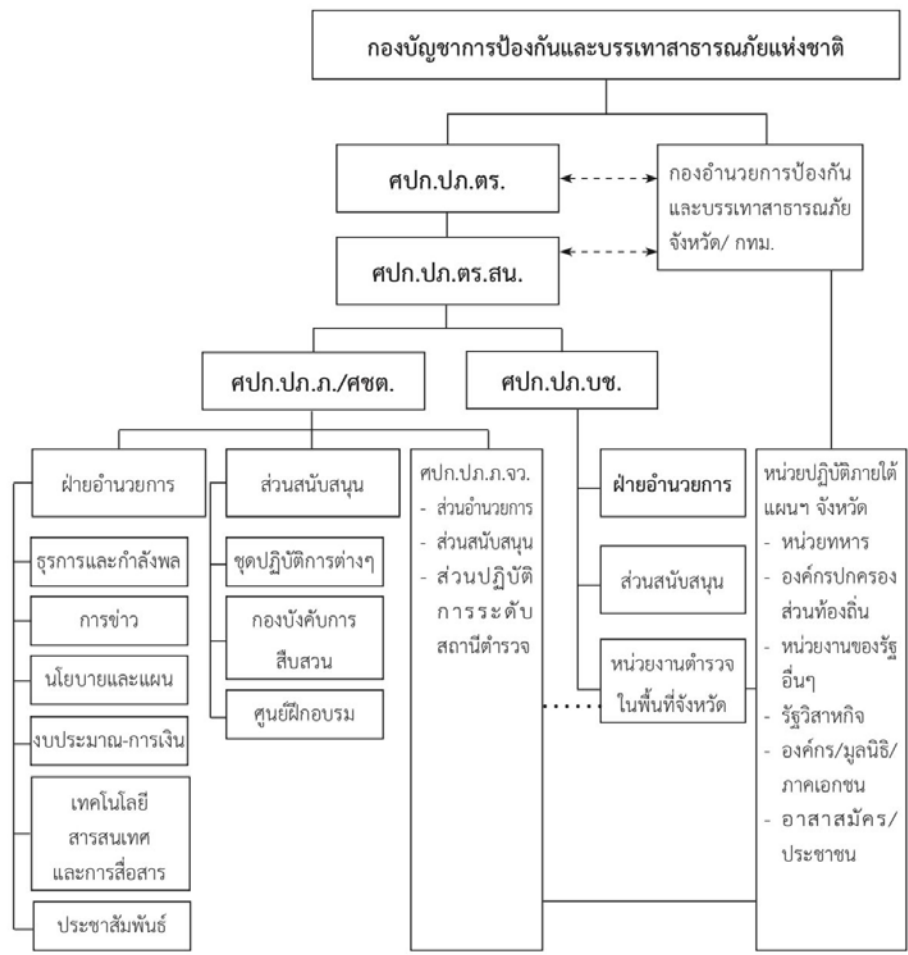 กองบัญชาการป้องกันและบรรเทาสาธารณภัยแห่งชาติ
ศปก.ปภ.ตร.
กองอำนวยการป้องกัน
และบรรเทาสาธารณภัย
จังหวัด/ กทม.
ศปก.ปภ.ตร.สน.
ศปก.ปภ.ภ./ศชต.
ศปก.ปภ.บช.
ฝ่ายอำนวยการ
ธุรการและกำลังพล
การข่าว
นโยบายและแผน
งบประมาณ-การเงิน
เทคโนโลยี
สารสนเทศ
และการสื่อสาร
ประชาสัมพันธ์
ส่วนสนับสนุน
ชุดปฏิบัติการต่างๆ
กองบังคับการ
สืบสวน
ศูนย์ฝึกอบรม
ศปก.ปภ.ภ.จว.
- ส่วนอำนวยการ
- ส่วนสนับสนุน
- ส่วนปฏิบัติ
การระดับ
สถานีตำรวจ
ฝ่ายอำนวยการ
ส่วนสนับสนุน
หน่วยงานตำรวจ
ในพื้นที่จังหวัด
หน่วยปฏิบัติภายใต้
แผนฯ จังหวัด
- หน่วยทหาร
- องค์กรปกครอง
ส่วนท้องถิ่น
- หน่วยงานของรัฐ
อื่นๆ
- รัฐวิสาหกิจ
- องค์กร/มูลนิธิ/
ภาคเอกชน
- อาสาสมัคร/
ประชาชน